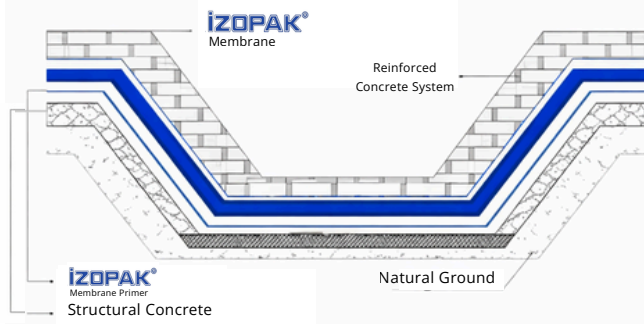 İZOPAK®
Membrane
Reinforced
Concrete System
İZOPAK®
Membrane Primer
Structural Concrete
Natural Ground